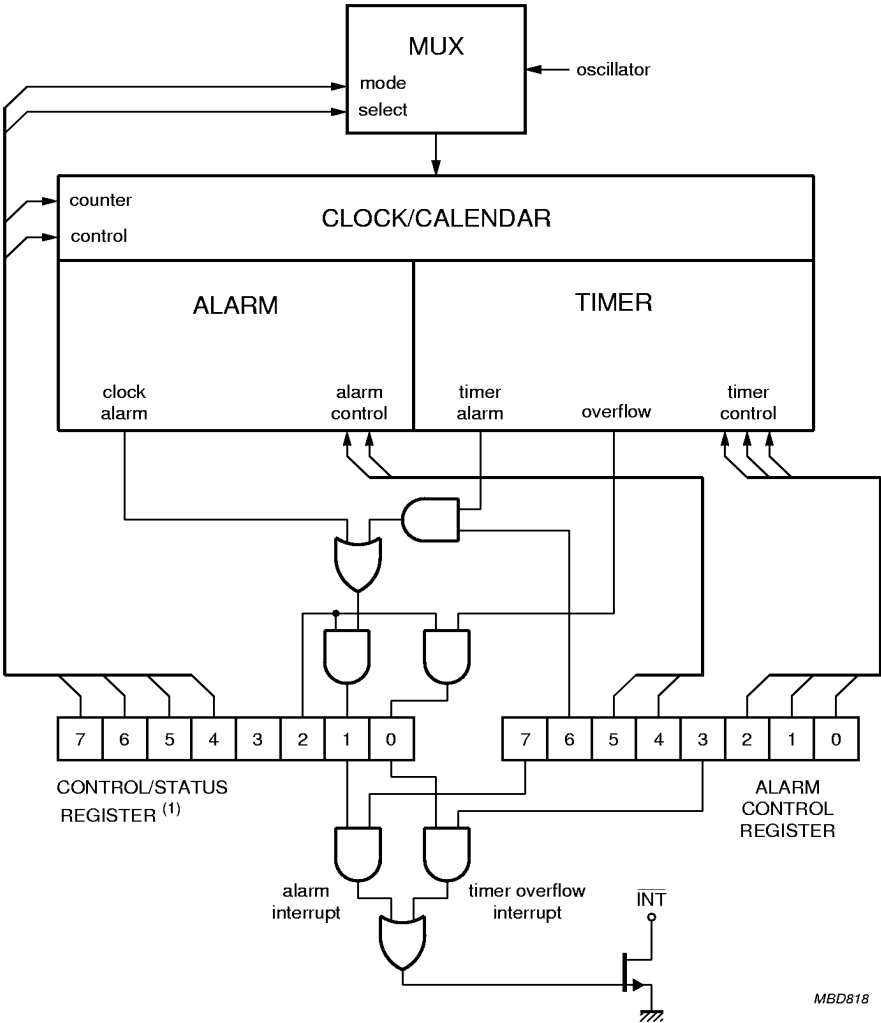 MUX
mode
select
oscillator
counter
control
CLOCK/CALENDAR
ALARM
TIMER
clock
alarm
alarm
control
timer
alarm
overflow
timer
control
7 6 5 4 3 2 1 0
7 6 5 4 3 2 1 0
CONTROL/STATUS
REGISTER (1)
ALARM
CONTROL
REGISTER
alarm
interrupt
timer overflow
interrupt
INT
MBD818